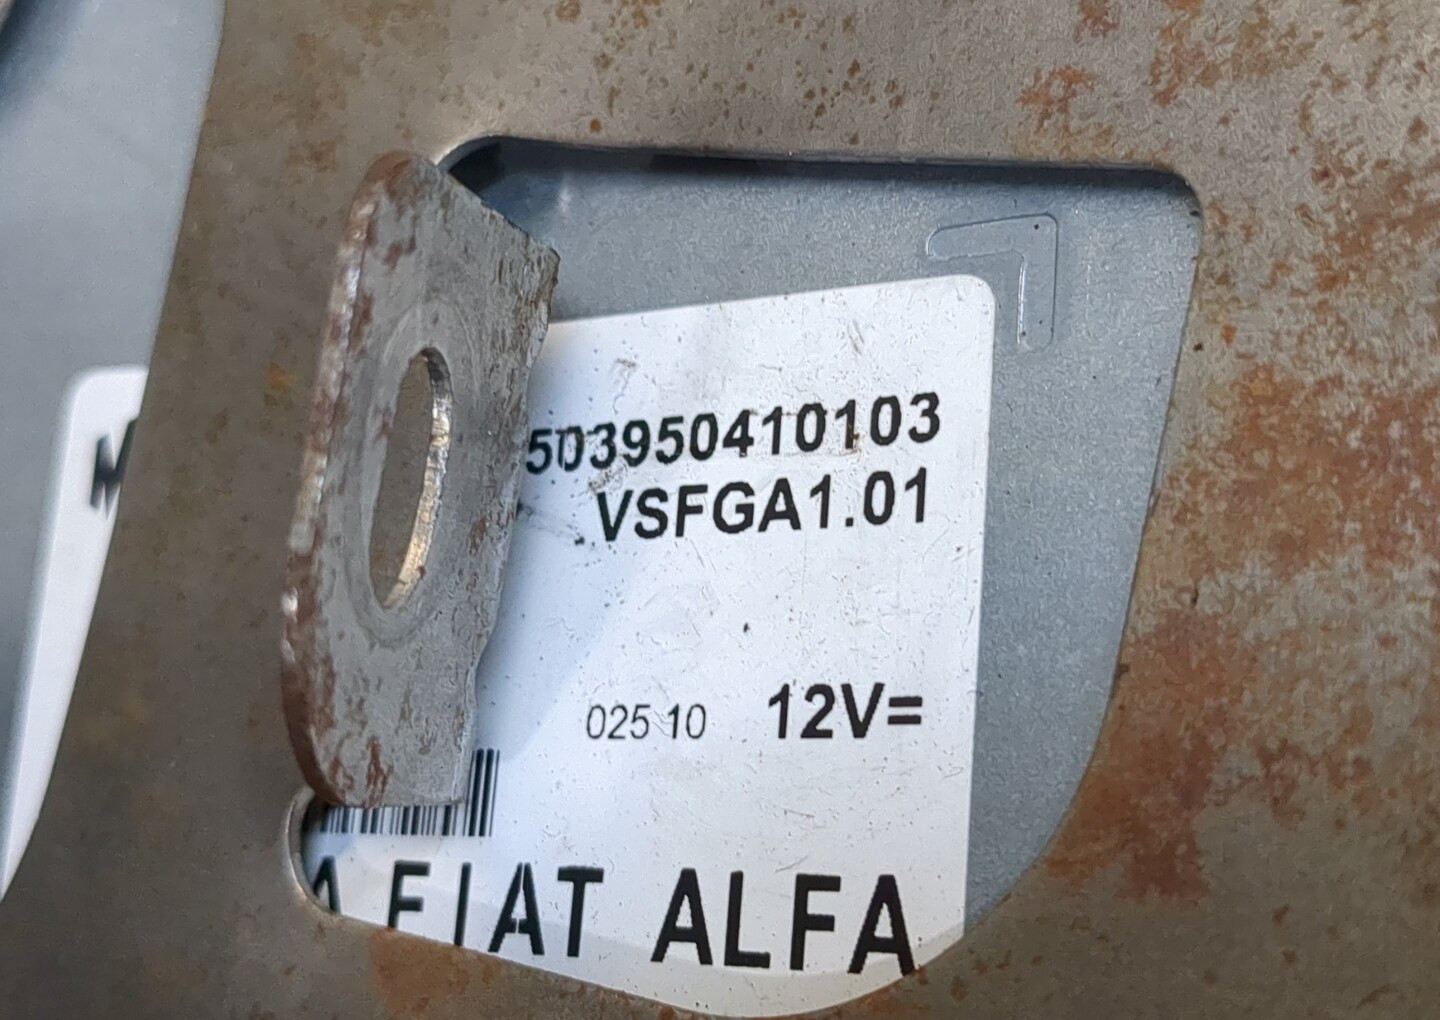 503950410103
VSFGA1.01
025 10 12V=
A FIAT ALFA